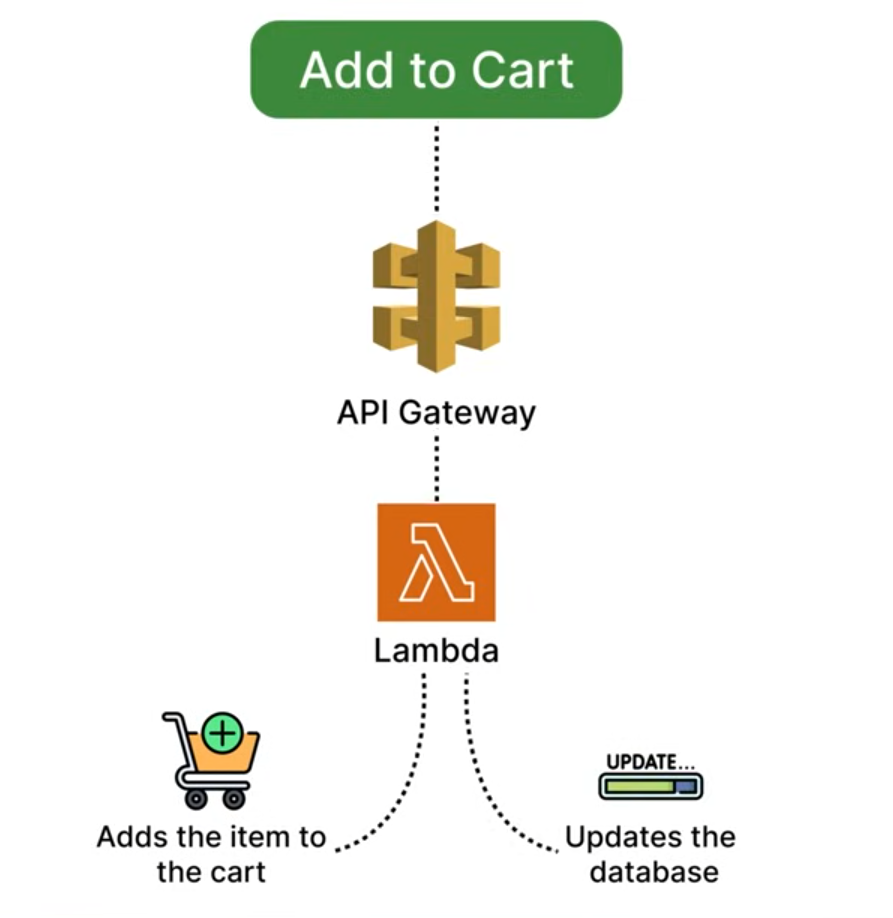 Add to Cart
API Gateway
Lambda
Adds the item to
the cart
UPDATE...
Updates the
database